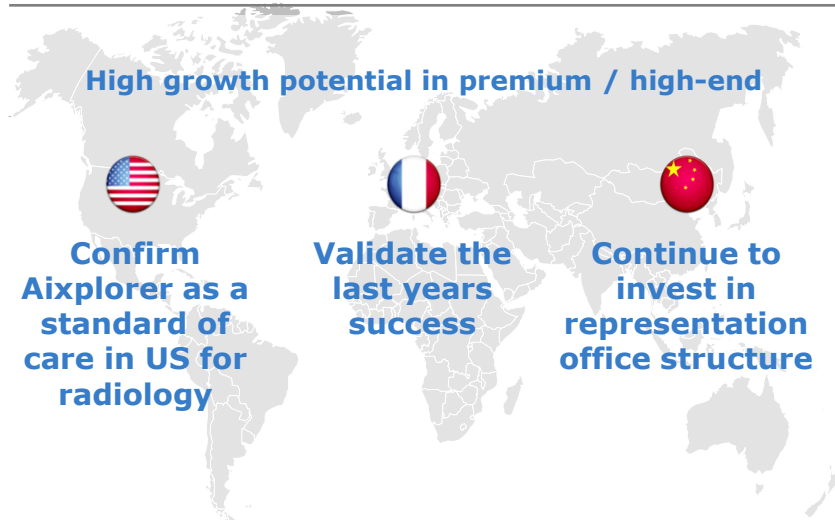 High growth potential in premium / high-end
Confirm
Aixplorer as a
standard of
care in US for
radiology
Validate the
last years
success
Continue to
invest in
representation
office structure